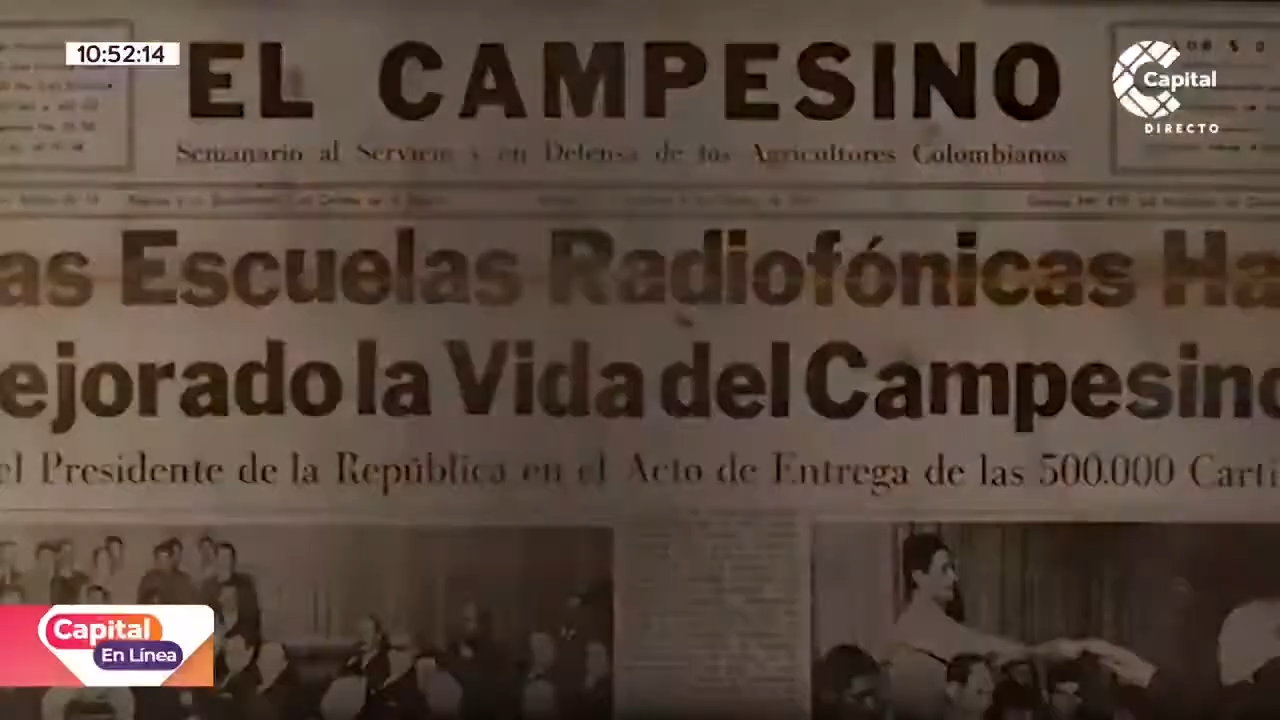 10:52:14
EL CAMPESINO
Capital
DIRECTO
Semanario al Servicio y en Defensa de los Agricultores Colombianos
as Escuelas Radiofónicas Ha
ejorado la Vida del Campesino
el Presidente de la República en el Acto de Entrega de las 500.000 Carti
Capital
En Línea